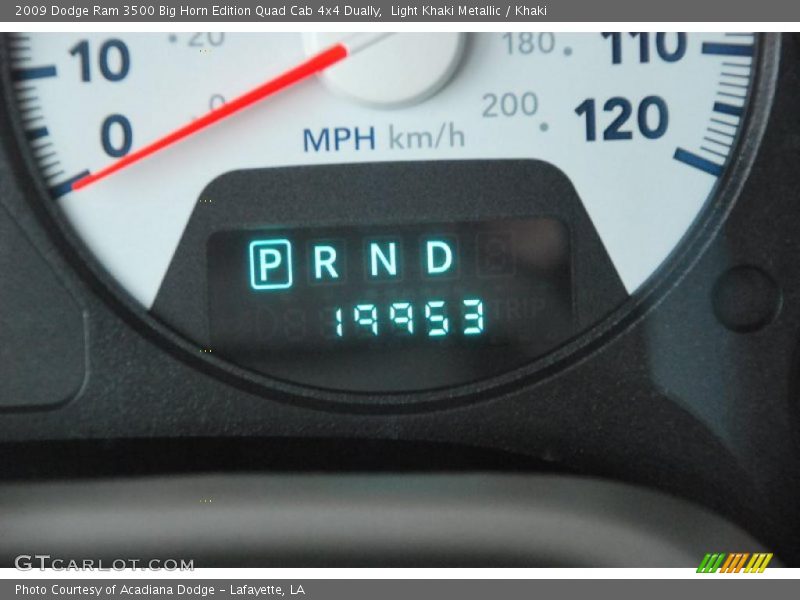 2009 Dodge Ram 3500 Big Horn Edition Quad Cab 4x4 Dually,  Light Khaki Metallic / Khaki
20 180 110
10
0 0 200 120
MPH km/h
P R N D
TRIP
19953
GTCARLOT.COM
Photo Courtesy of Acadiana Dodge - Lafayette, LA